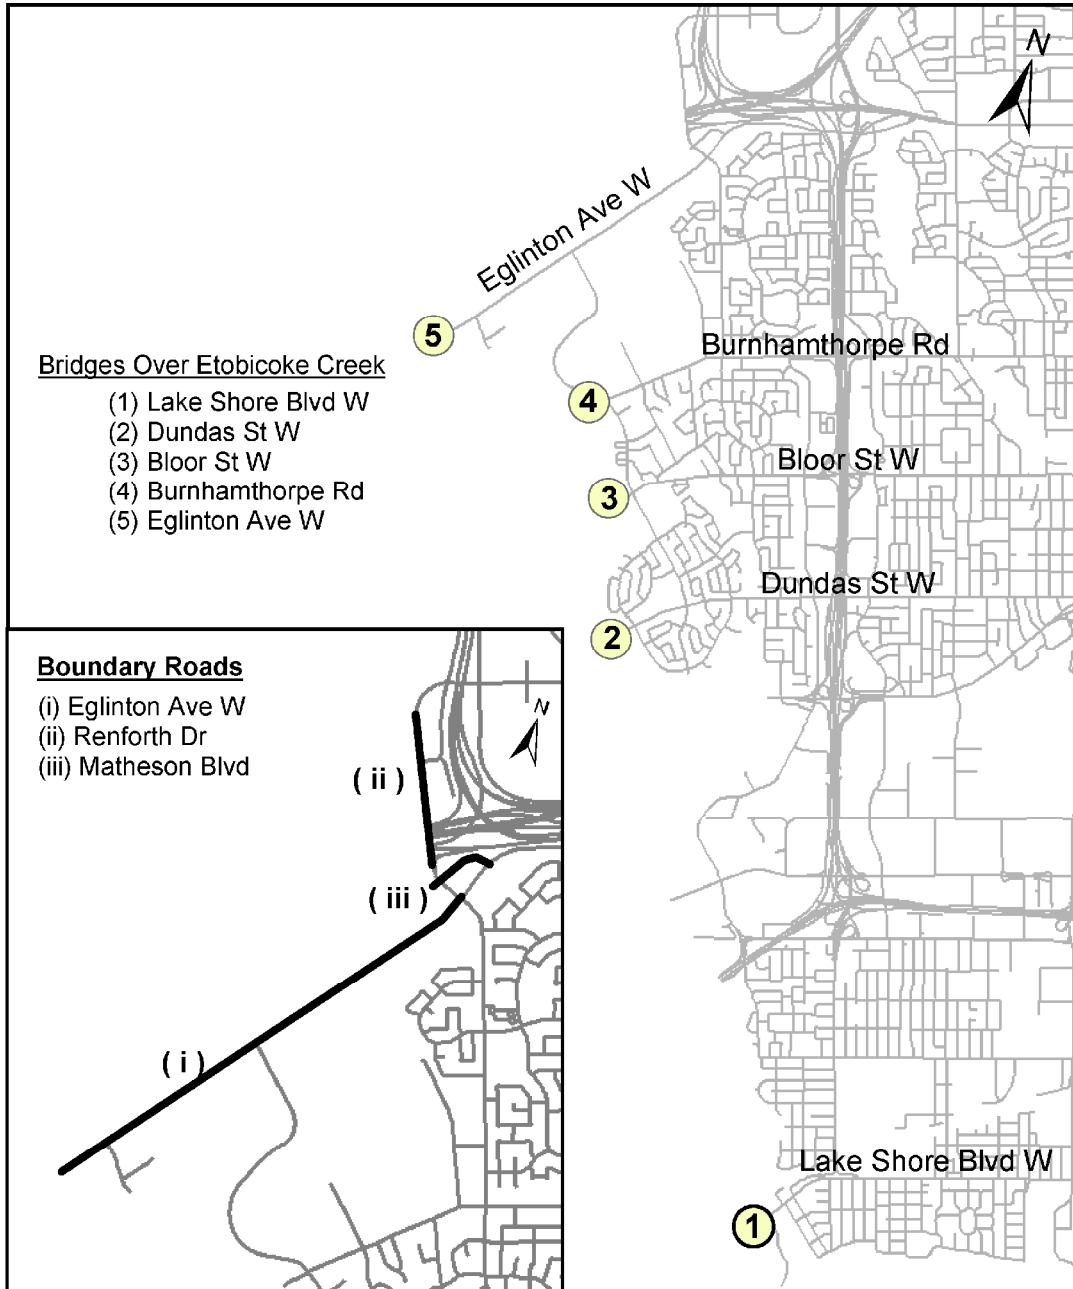 N
Eglinton Ave W
5
Burnhamthorpe Rd
Bridges Over Etobicoke Creek
(1) Lake Shore Blvd W
(2) Dundas St W
(3) Bloor St W
(4) Burnhamthorpe Rd
(5) Eglinton Ave W
4
Bloor St W
3
Dundas St W
2
Boundary Roads
(i) Eglinton Ave W
(ii) Renforth Dr
(iii) Matheson Blvd
N
( ii )
( iii )
( i )
Lake Shore Blvd W
1